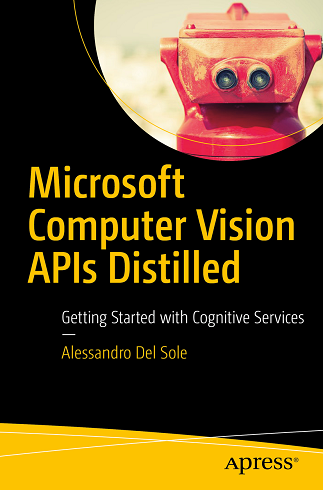 Microsoft
Computer Vision
APIs Distilled
Getting Started with Cognitive Services
Alessandro Del Sole
Apress®